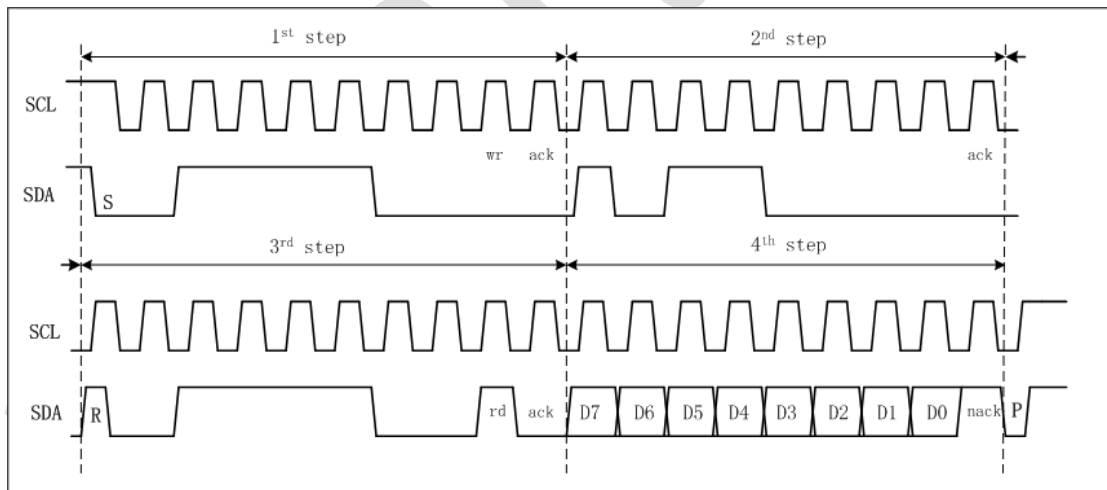 1st step 2nd step
SCL
wr ack ack
SDA S
3rd step 4th step
SCL
SDA R rd ack D7 D6 D5 D4 D3 D2 D1 D0 nack P